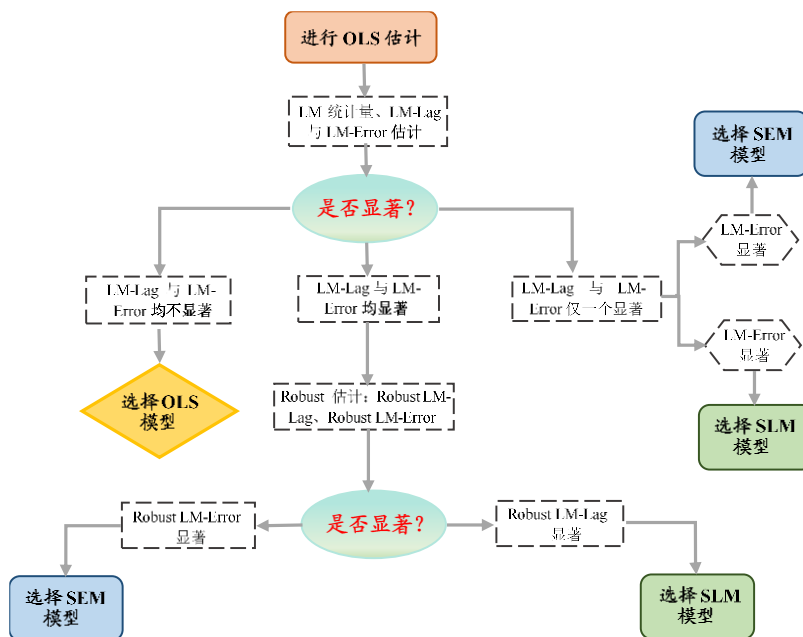 进行 OLS 估计
LM 统计量、LM-Lag
与 LM-Error 估计
选择 SEM
模型
是否显著?
LM-Error
显著
LM-Lag 与 LM-
Error 均不显著
LM-Lag 与 LM-
Error 均显著
LM-Lag 与 LM-
Error 仅一个显著
LM-Error
显著
选择 OLS
模型
Robust 估计：Robust LM-
Lag、Robust LM-Error
选择 SLM
模型
Robust LM-Error
显著
是否显著?
Robust LM-Lag
显著
选择 SEM
模型
选择 SLM
模型